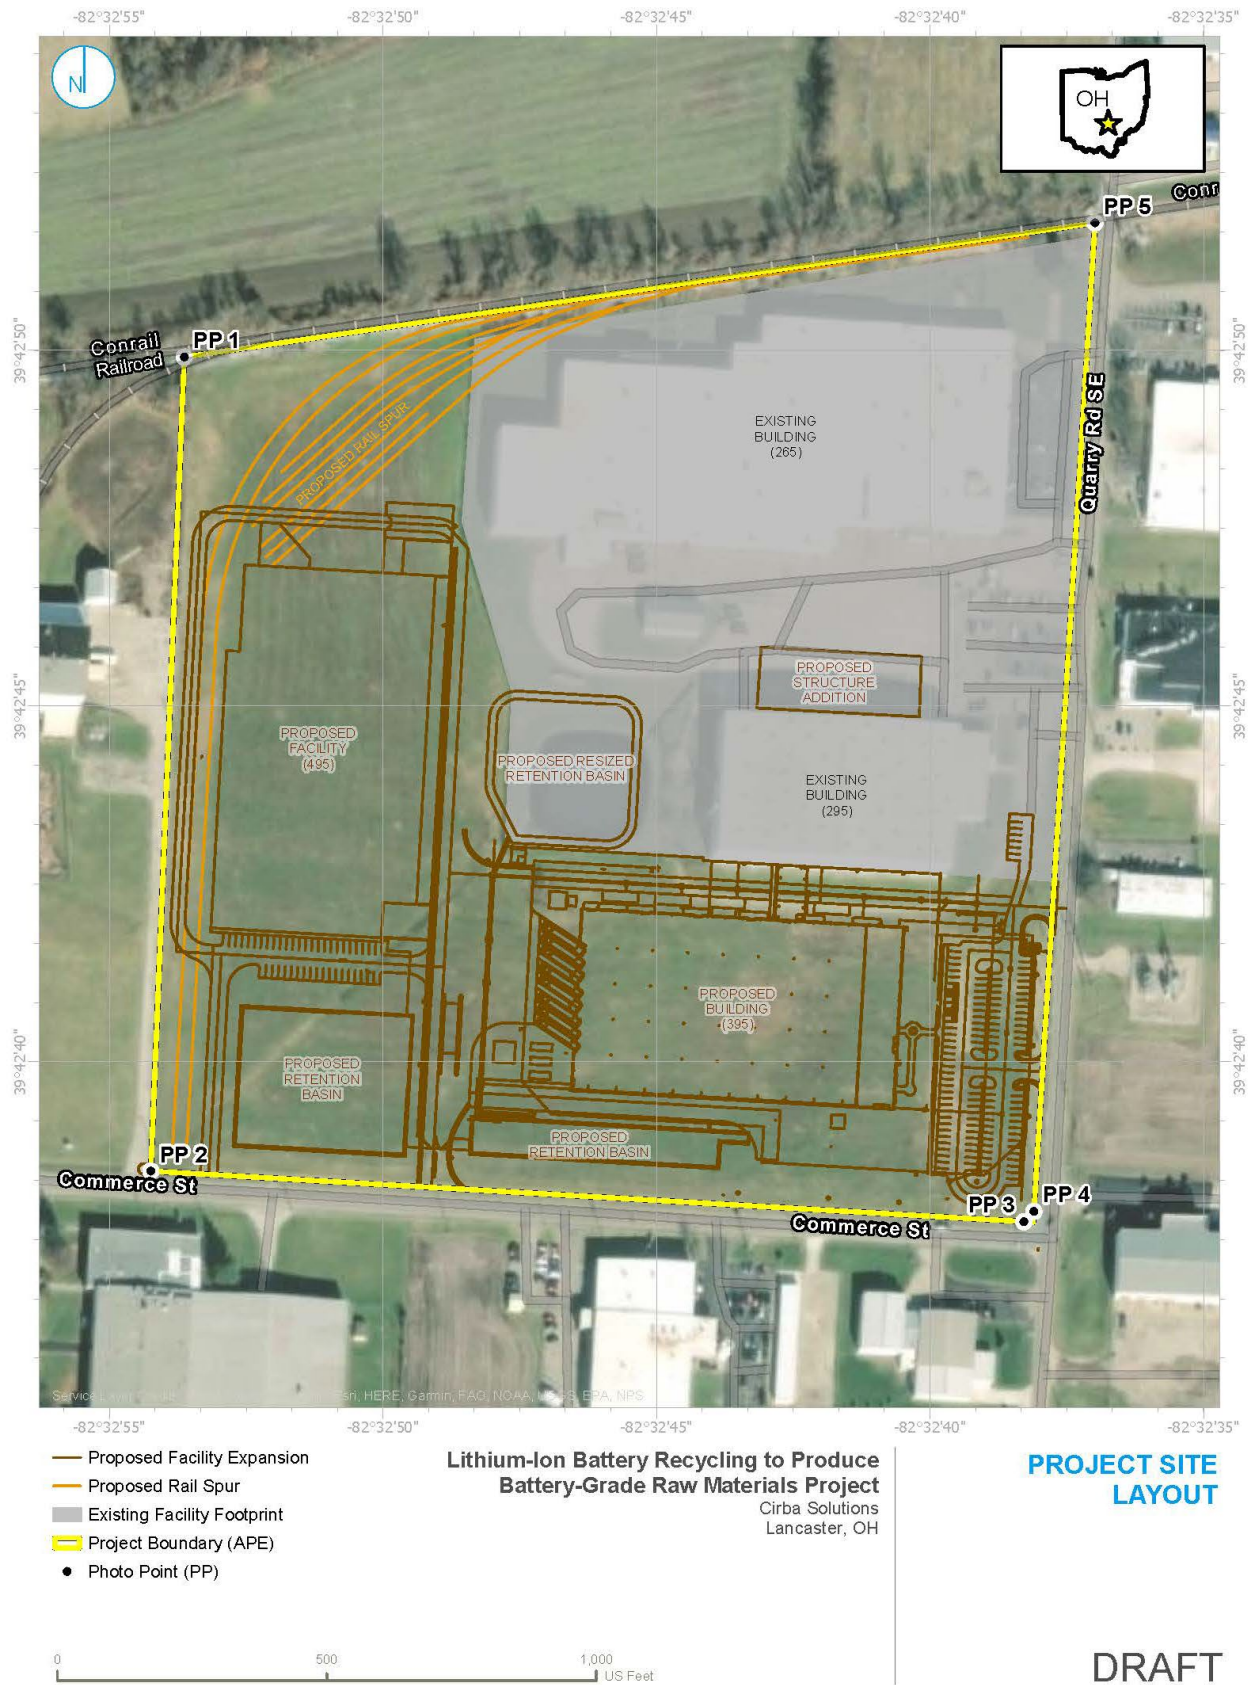 -82°32'55"
-82°32'50"
-82°32'45"
-82°32'40"
-82°32'35"
N
OH
Conr
PP 5
PP 1
Conrail
Railroad
39°42'50"
39°42'50"
EXISTING
BUILDING
(265)
PROPOSED RAIL SPUR
Quarry Rd SE
PROPOSED
STRUCTURE
ADDITION
39°42'45"
39°42'45"
PROPOSED
FACILITY
(495)
PROPOSED RESIZED
RETENTION BASIN
EXISTING
BUILDING
(295)
PROPOSED
BUILDING
(395)
39°42'40"
39°42'40"
PROPOSED
RETENTION
BASIN
PROPOSED
RETENTION BASIN
PP 2
Commerce St
PP 3
PP 4
Commerce St
Service Layer Esri, HERE, Garmin, FAO, NOAA, EPA, NPS
-82°32'55"
-82°32'50"
-82°32'45"
-82°32'40"
-82°32'35"
Proposed Facility Expansion
Proposed Rail Spur
Existing Facility Footprint
Project Boundary (APE)
Photo Point (PP)
Lithium-Ion Battery Recycling to Produce
Battery-Grade Raw Materials Project
Cirba Solutions
Lancaster, OH
PROJECT SITE
LAYOUT
0
500
1,000
US Feet
DRAFT